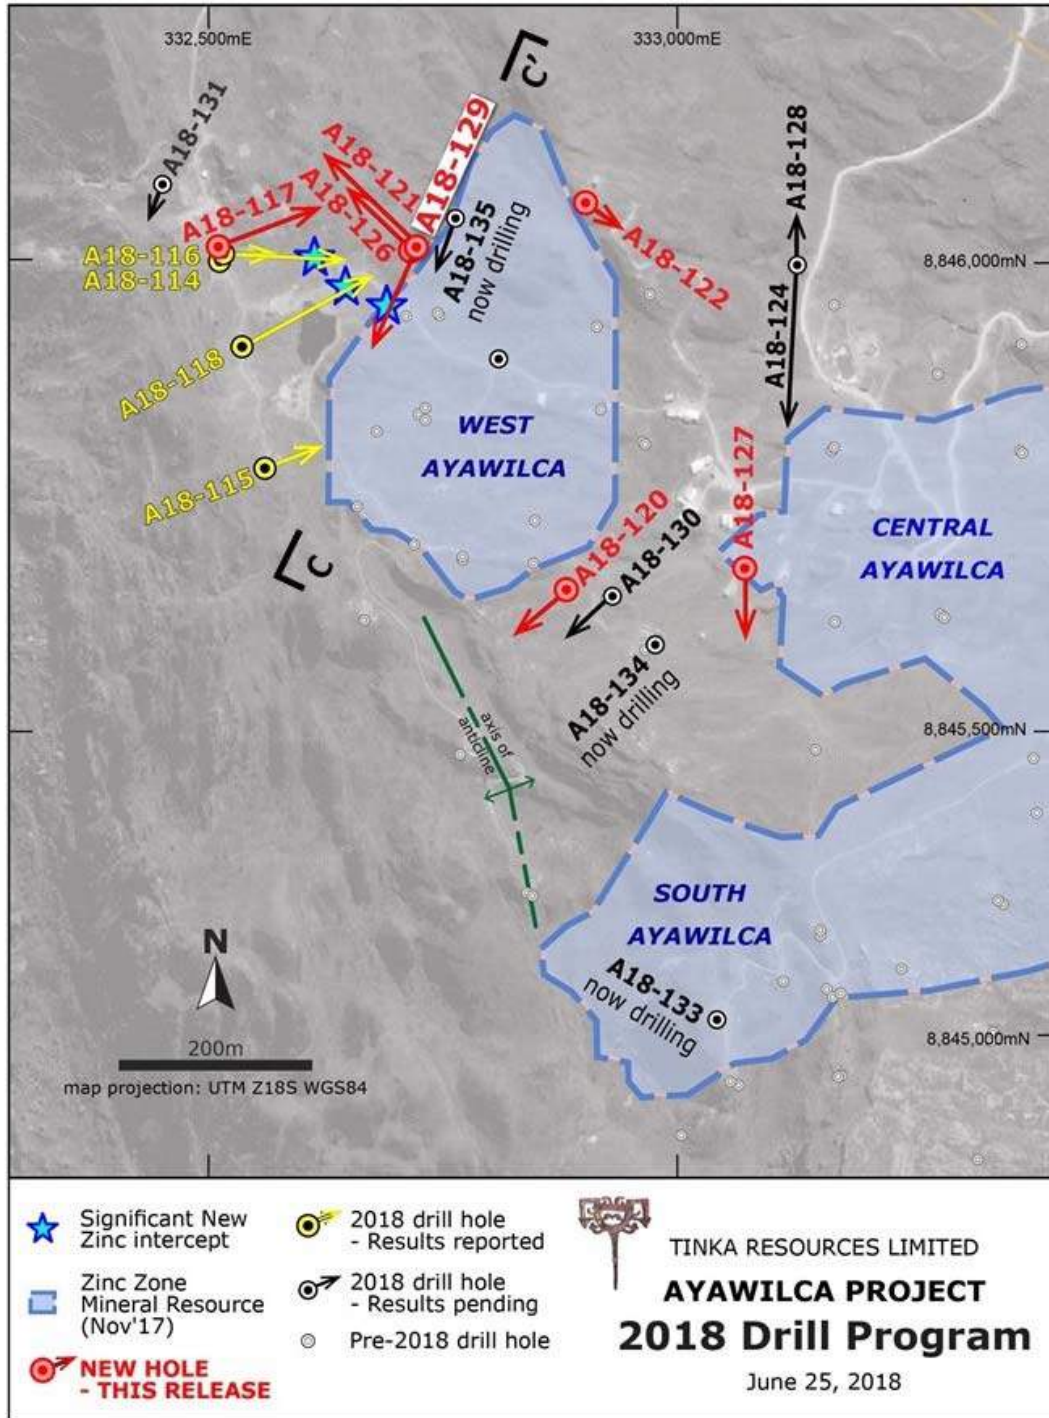 332,500mE
333,000mE
C'
A18-131
A18-121
A18-129
A18-128
A18-117
A18-126
A18-135
now drilling
A18-122
A18-116
A18-114
8,846,000mN
A18-124
A18-118
WEST
AYAWILCA
A18-115
A18-127
A18-120
A18-130
CENTRAL
AYAWILCA
C
A18-134
now drilling
axis of
anticline
8,845,500mN
SOUTH
AYAWILCA
A18-133
now drilling
N
200m
map projection: UTM Z18S WGS84
8,845,000mN
Significant New
Zinc intercept
Zinc Zone
Mineral Resource
(Nov'17)
NEW HOLE
- THIS RELEASE
2018 drill hole
- Results reported
2018 drill hole
- Results pending
Pre-2018 drill hole
TINKA RESOURCES LIMITED
AYAWILCA PROJECT
2018 Drill Program
June 25, 2018